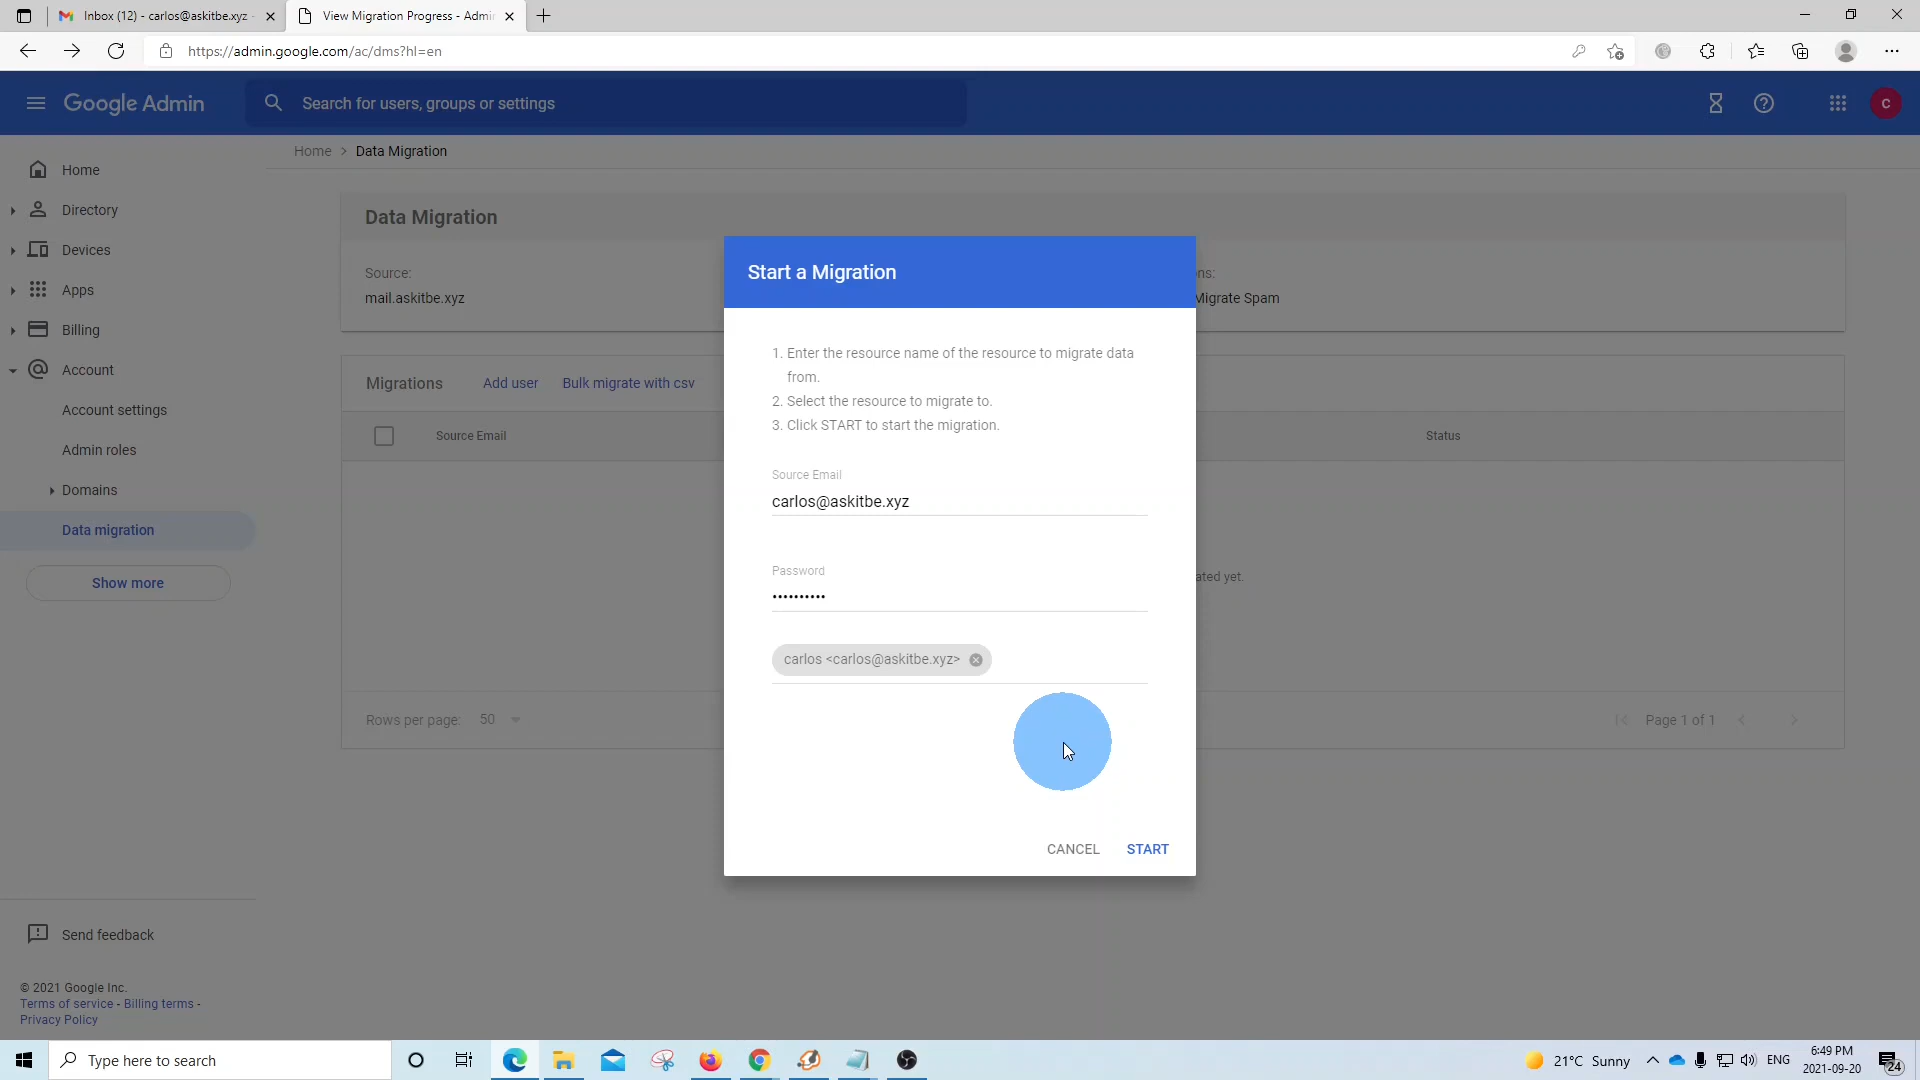 Inbox (12) - carlos@askitbe.xyz -
View Migration Progress - Admi
https://admin.google.com/ac/dms?hl=en
Google Admin
Search for users, groups or settings
C
Home > Data Migration
Home
Directory
Devices
Apps
Billing
Account
Account settings
Admin roles
Domains
Data migration
Show more
Send feedback
© 2021 Google Inc.
Terms of service - Billing terms -
Privacy Policy
Data Migration
Source:
mail.askitbe.xyz
ns:
Migrate Spam
Migrations
Add user
Bulk migrate with csv
Source Email
Status
ated yet.
Rows per page:
50
Page 1 of 1
Start a Migration
1. Enter the resource name of the resource to migrate data
from.
2. Select the resource to migrate to.
3. Click START to start the migration.
Source Email
carlos@askitbe.xyz
Password
••••••••••
carlos <carlos@askitbe.xyz>
CANCEL
START
Type here to search
21°C Sunny
ENG
6:49 PM
2021-09-20
24